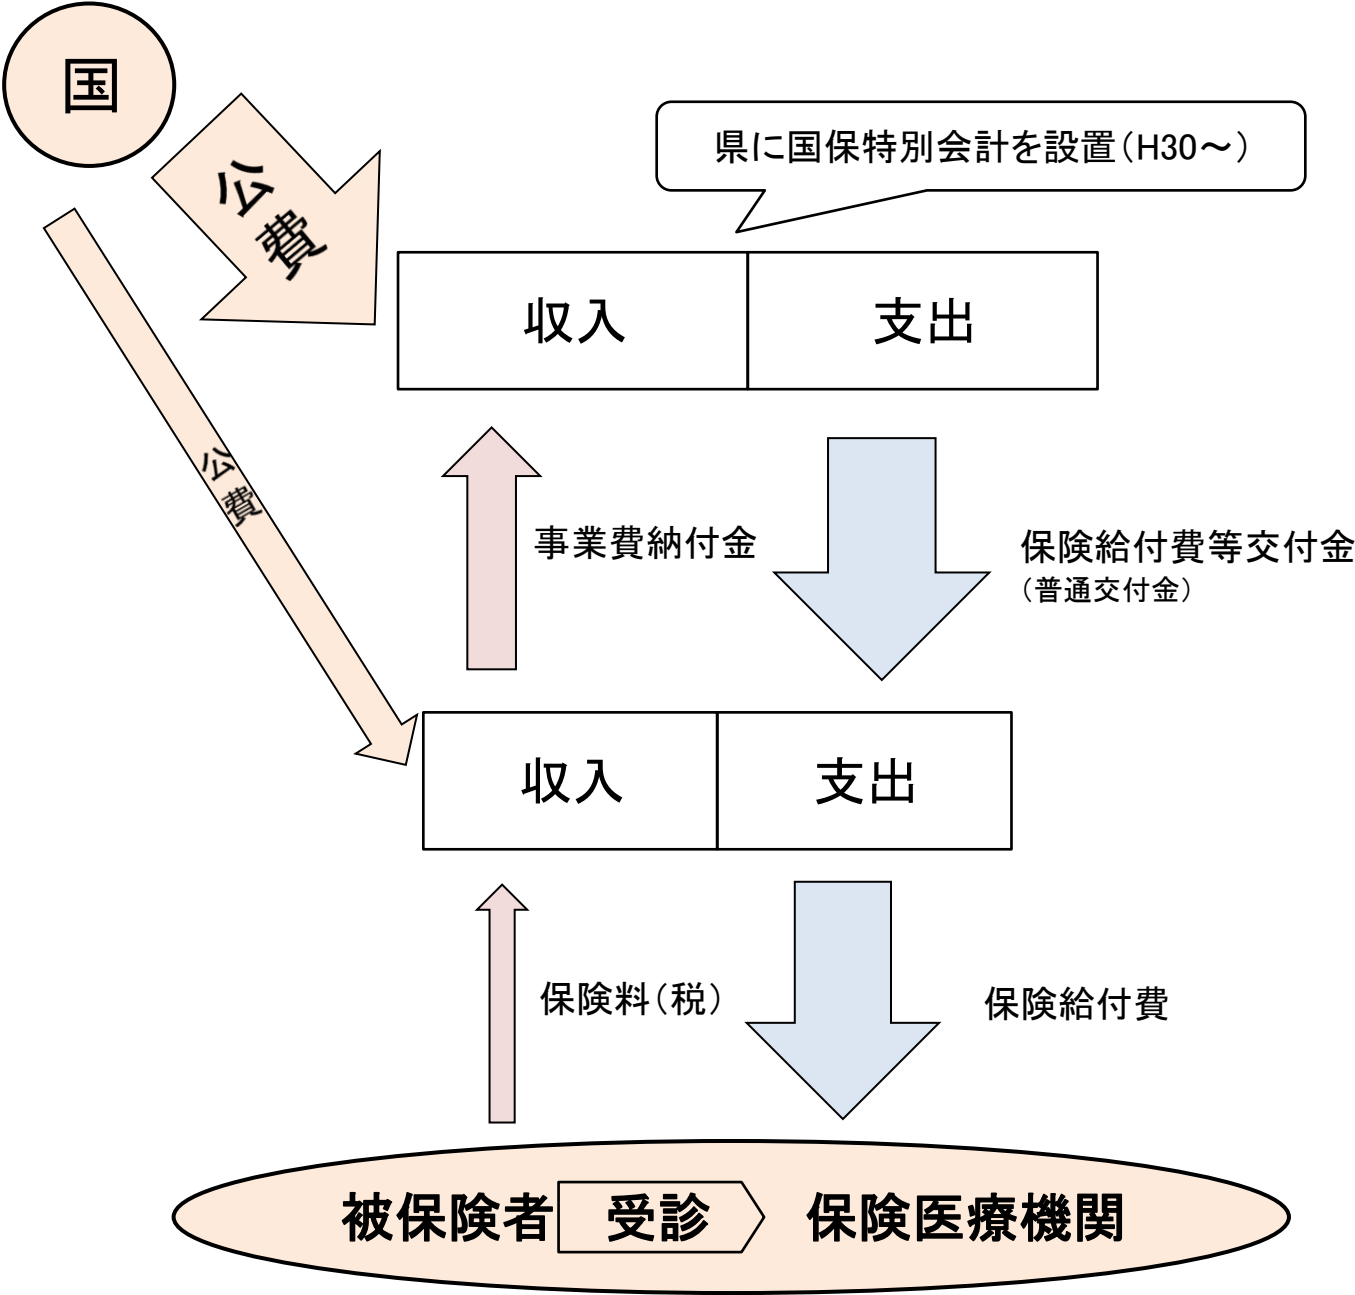 国
公費
県に国保特別会計を設置（H30～）
収入
支出
公費
事業費納付金
保険給付費等交付金
（普通交付金）
収入
支出
保険料（税）
保険給付費
被保険者
受診
保険医療機関